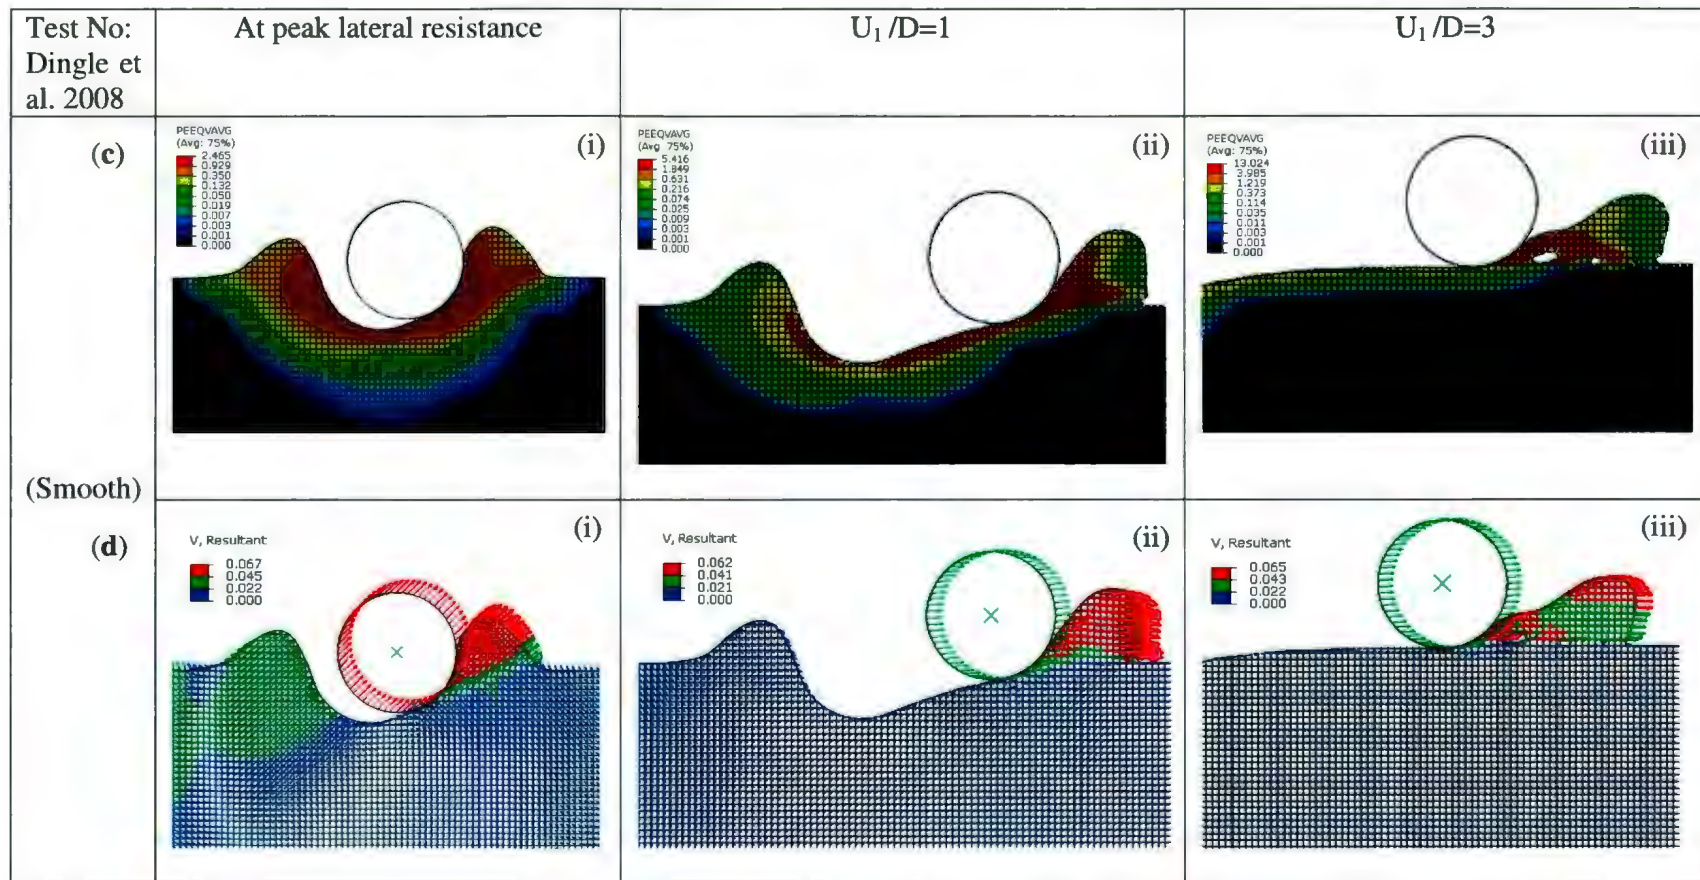 Test No:
Dingle et
al. 2008
At peak lateral resistance
U₁ /D=1
U₁ /D=3
(c)
(Smooth)
(i)
PEEQVAVG
(Avg: 75%)
2.465
0.929
0.350
0.132
0.050
0.019
0.007
0.003
0.001
0.000
(ii)
PEEQVAVG
(Avg: 75%)
5.416
1.849
0.631
0.216
0.074
0.025
0.009
0.003
0.001
0.000
(iii)
PEEQVAVG
(Avg: 75%)
13.024
3.985
1.219
0.373
0.114
0.035
0.011
0.003
0.001
0.000
(d)
(i)
V, Resultant
0.067
0.045
0.022
0.000
(ii)
V, Resultant
0.062
0.041
0.021
0.000
(iii)
V, Resultant
0.065
0.043
0.022
0.000